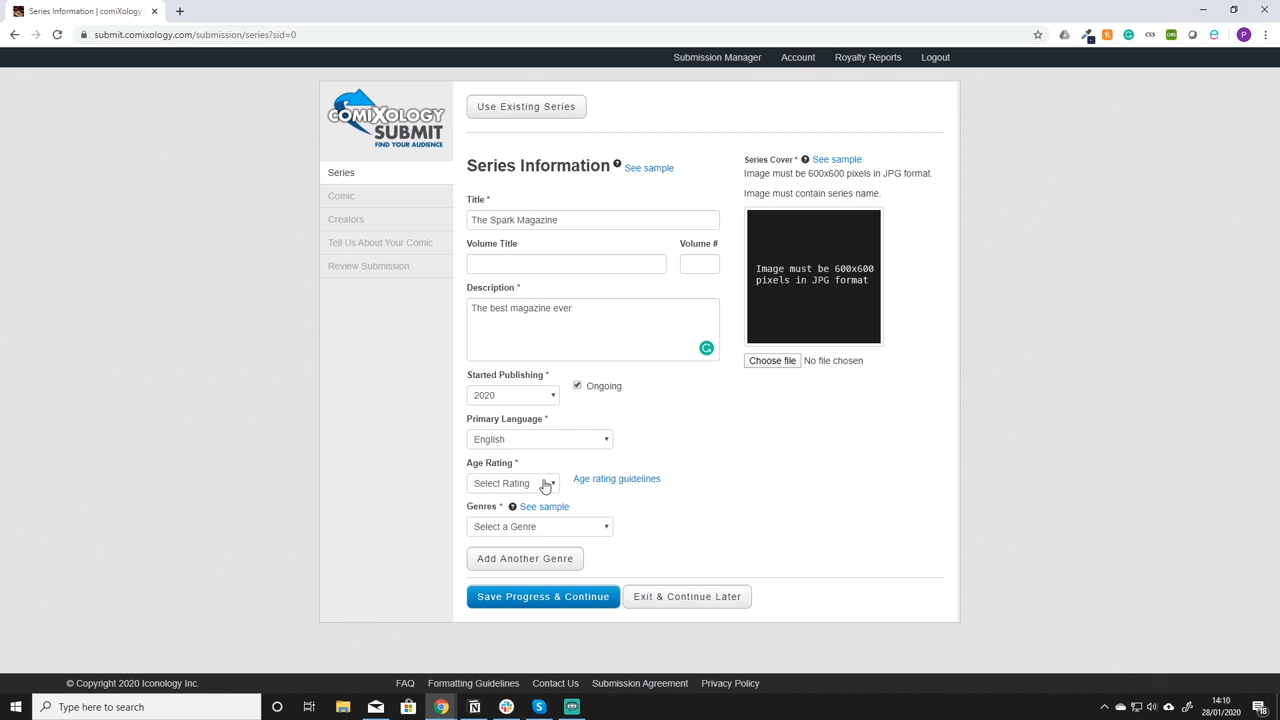 Series Information | comiXology
submit.comixology.com/submission/series?sid=0
Submission Manager Account Royalty Reports Logout
COMIXOLOGY
SUBMIT
FIND YOUR AUDIENCE
Series
Comic
Creators
Tell Us About Your Comic
Review Submission
Use Existing Series
Series Information ? See sample
Title *
The Spark Magazine
Volume Title Volume #
Description *
The best magazine ever
Started Publishing *
2020 Ongoing
Primary Language *
English
Age Rating *
Select Rating Age rating guidelines
Genres * ? See sample
Select a Genre
Add Another Genre
Save Progress & Continue Exit & Continue Later
Series Cover * ? See sample
Image must be 600x600 pixels in JPG format.
Image must contain series name.
Image must be 600x600
pixels in JPG format
Choose file No file chosen
© Copyright 2020 Iconology Inc. FAQ Formatting Guidelines Contact Us Submission Agreement Privacy Policy
Type here to search
14:10
28/01/2020